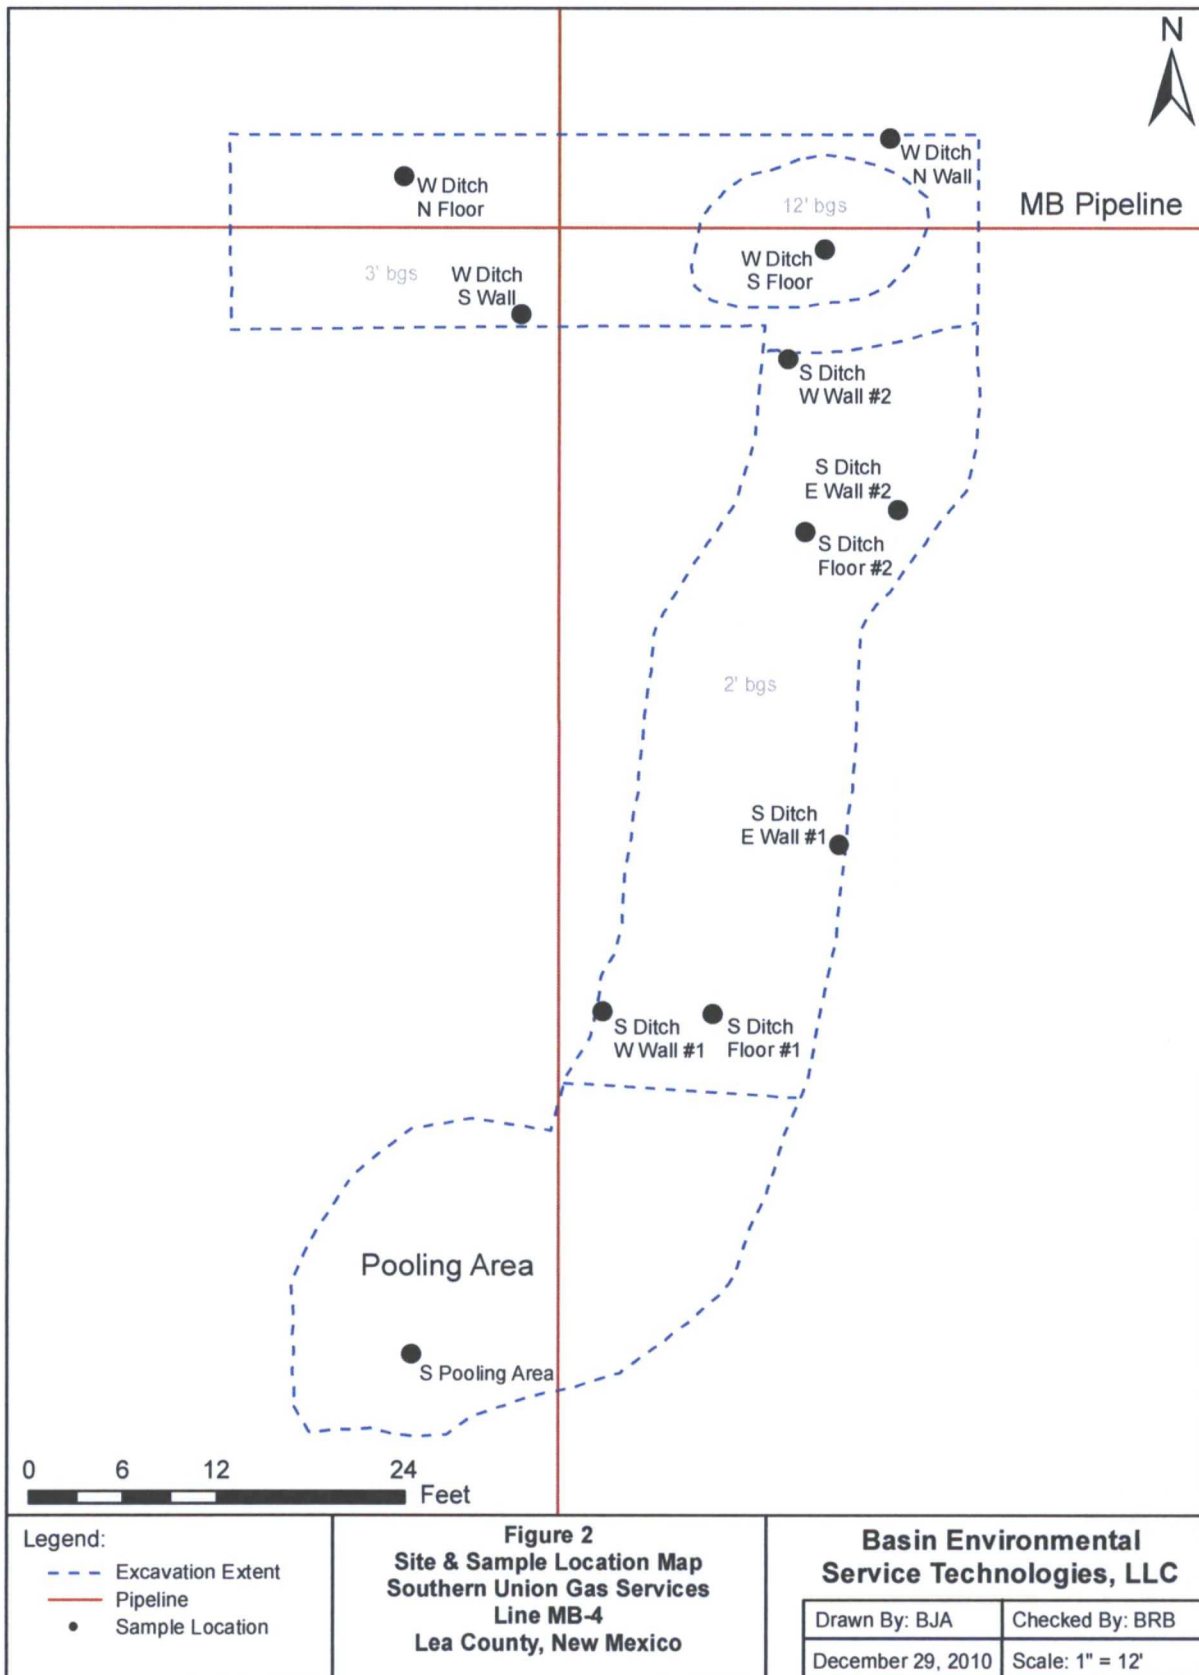 N
W Ditch
N Wall
W Ditch
N Floor
12' bgs
MB Pipeline
3' bgs
W Ditch
S Wall
W Ditch
S Floor
S Ditch
W Wall #2
S Ditch
E Wall #2
S Ditch
Floor #2
2' bgs
S Ditch
E Wall #1
S Ditch
W Wall #1
S Ditch
Floor #1
Pooling Area
S Pooling Area
0 6 12 24
Feet
Legend:
Excavation Extent
Pipeline
Sample Location
Figure 2
Site & Sample Location Map
Southern Union Gas Services
Line MB-4
Lea County, New Mexico
Basin Environmental
Service Technologies, LLC
Drawn By: BJA
Checked By: BRB
December 29, 2010
Scale: 1" = 12'